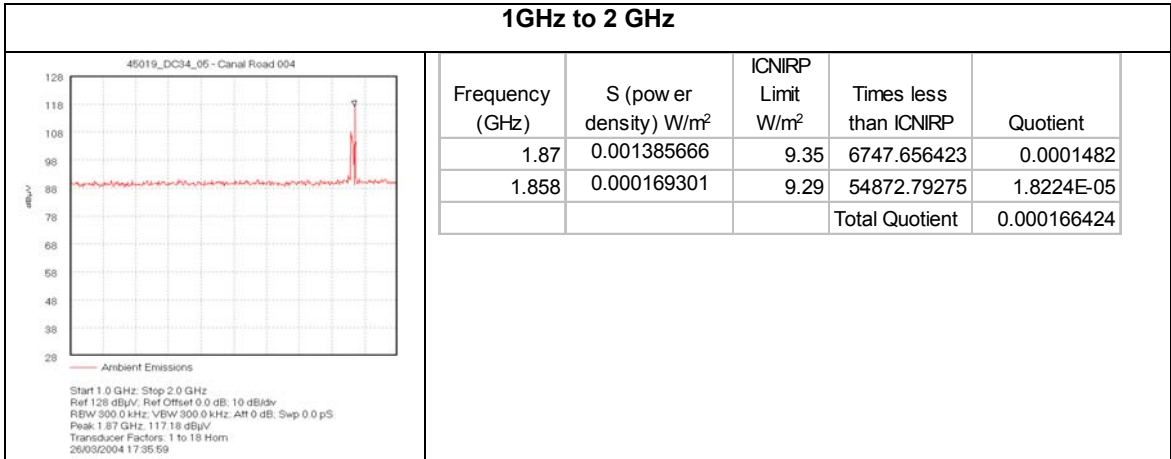 1GHz to 2 GHz
45019_DC34_05 - Canal Road 004
128
118
108
98
88
78
68
58
48
38
28
dBµV
Ambient Emissions
Start 1.0 GHz; Stop 2.0 GHz
Ref 128 dBµV; Ref Offset 0.0 dB; 10 dB/div
RBW 300.0 kHz; VBW 300.0 kHz; Att 0 dB; Swp 0.0 pS
Peak 1.87 GHz, 117.18 dBµV
Transducer Factors: 1 to 18 Horn
26/03/2004 17:35:59
Frequency (GHz) S (pow er density) W/m² ICNIRP Limit W/m² Times less than ICNIRP Quotient
1.87 0.001385666 9.35 6747.656423 0.0001482
1.858 0.000169301 9.29 54872.79275 1.8224E-05
Total Quotient 0.000166424